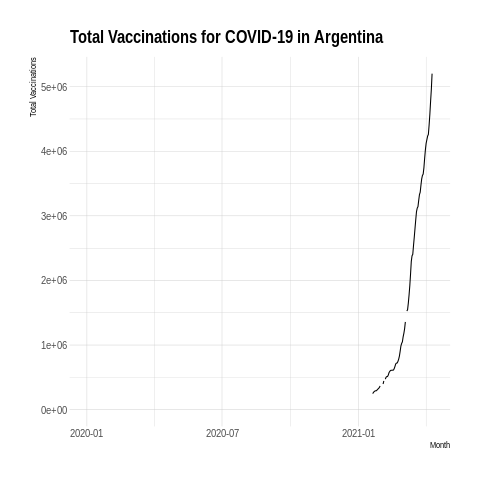 Total Vaccinations for COVID-19 in Argentina
Total Vaccinations
5e+06
4e+06
3e+06
2e+06
1e+06
0e+00
2020-01
2020-07
2021-01
Month